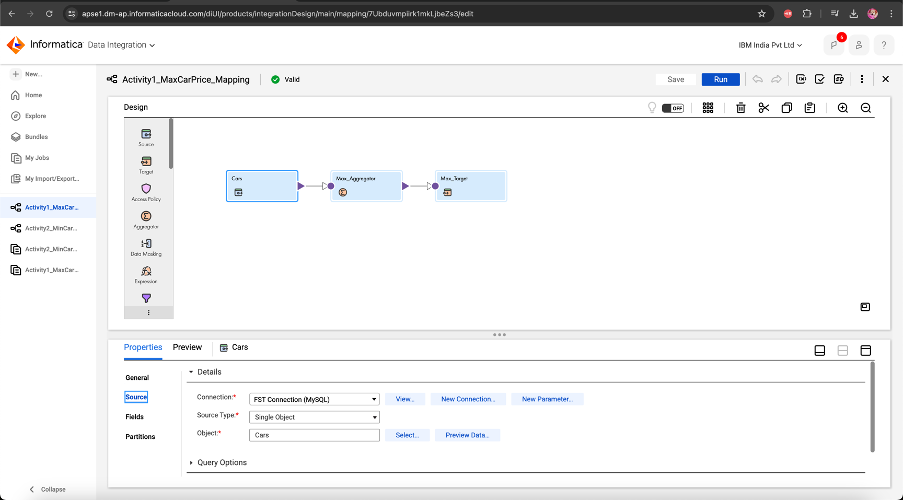 apse1.dm-ap.informaticacloud.com/diUI/products/integrationDesign/main/mapping/7Ubduvmpiirk1mkLjbeZs3/edit
Informatica Data Integration
IBM India Pvt Ltd
New...
Home
Explore
Bundles
My Jobs
My Import/Export...
Activity1_MaxCar...
Activity2_MinCar...
Activity2_MinCar...
Activity1_MaxCar...
Collapse
Activity1_MaxCarPrice_Mapping
Valid
Save
Run
Design
OFF
Source
Target
Access Policy
Aggregator
Data Masking
Expression
Cars
Max_Aggregator
Max_Target
Properties
Preview
Cars
General
Source
Fields
Partitions
Details
Connection:* FST Connection (MySQL) View... New Connection... New Parameter...
Source Type:* Single Object
Object:* Cars Select... Preview Data...
Query Options